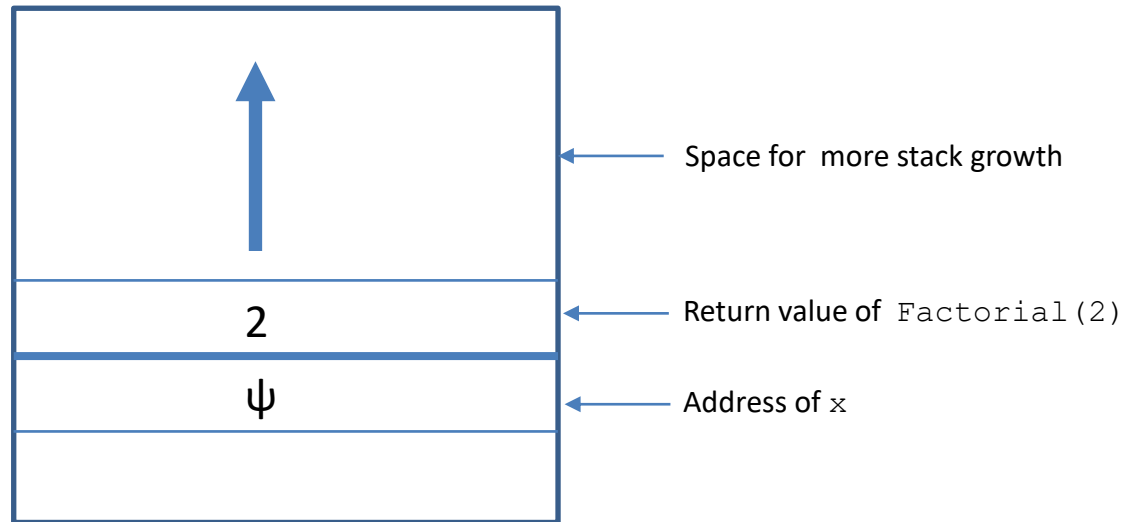 Space for more stack growth
2
Return value of Factorial(2)
ψ
Address of x